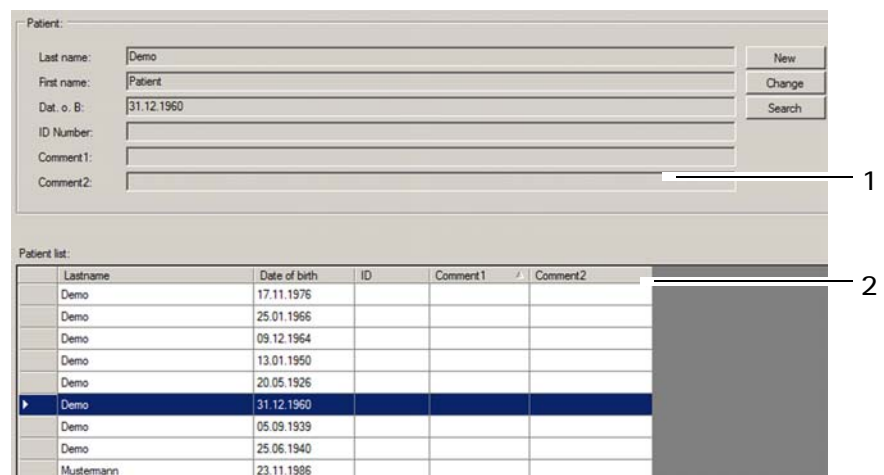 Patient:
Last name: Demo New
First name: Patient Change
Dat. o. B: 31.12.1960 Search
ID Number:
Comment1:
Comment2:
1
Patient list:
Lastname Date of birth ID Comment1 Comment2
2
Demo 17.11.1976
Demo 25.01.1966
Demo 09.12.1964
Demo 13.01.1950
Demo 20.05.1926
Demo 31.12.1960
Demo 05.09.1939
Demo 25.06.1940
Mustermann 23.11.1986